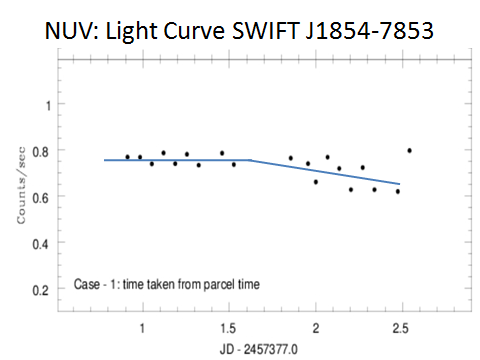 NUV: Light Curve SWIFT J1854-7853
1
0.8
0.6
0.4
0.2
Counts/sec
Case - 1: time taken from parcel time
1 1.5 2 2.5
JD - 2457377.0